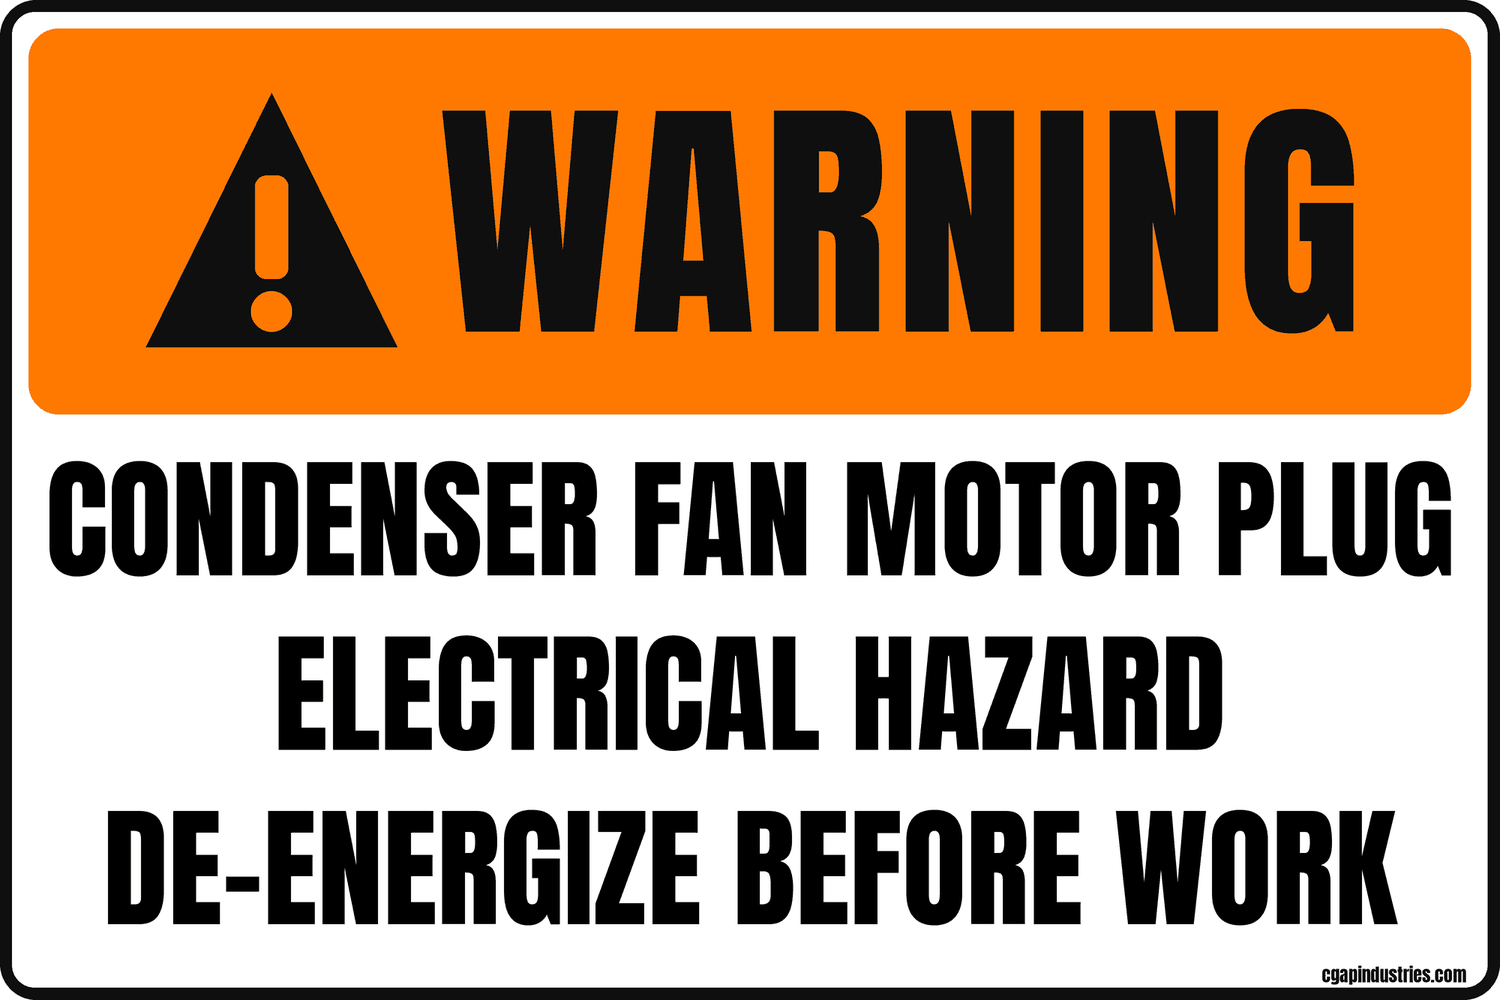 WARNING
CONDENSER FAN MOTOR PLUG
ELECTRICAL HAZARD
DE-ENERGIZE BEFORE WORK
cgapindustries.com